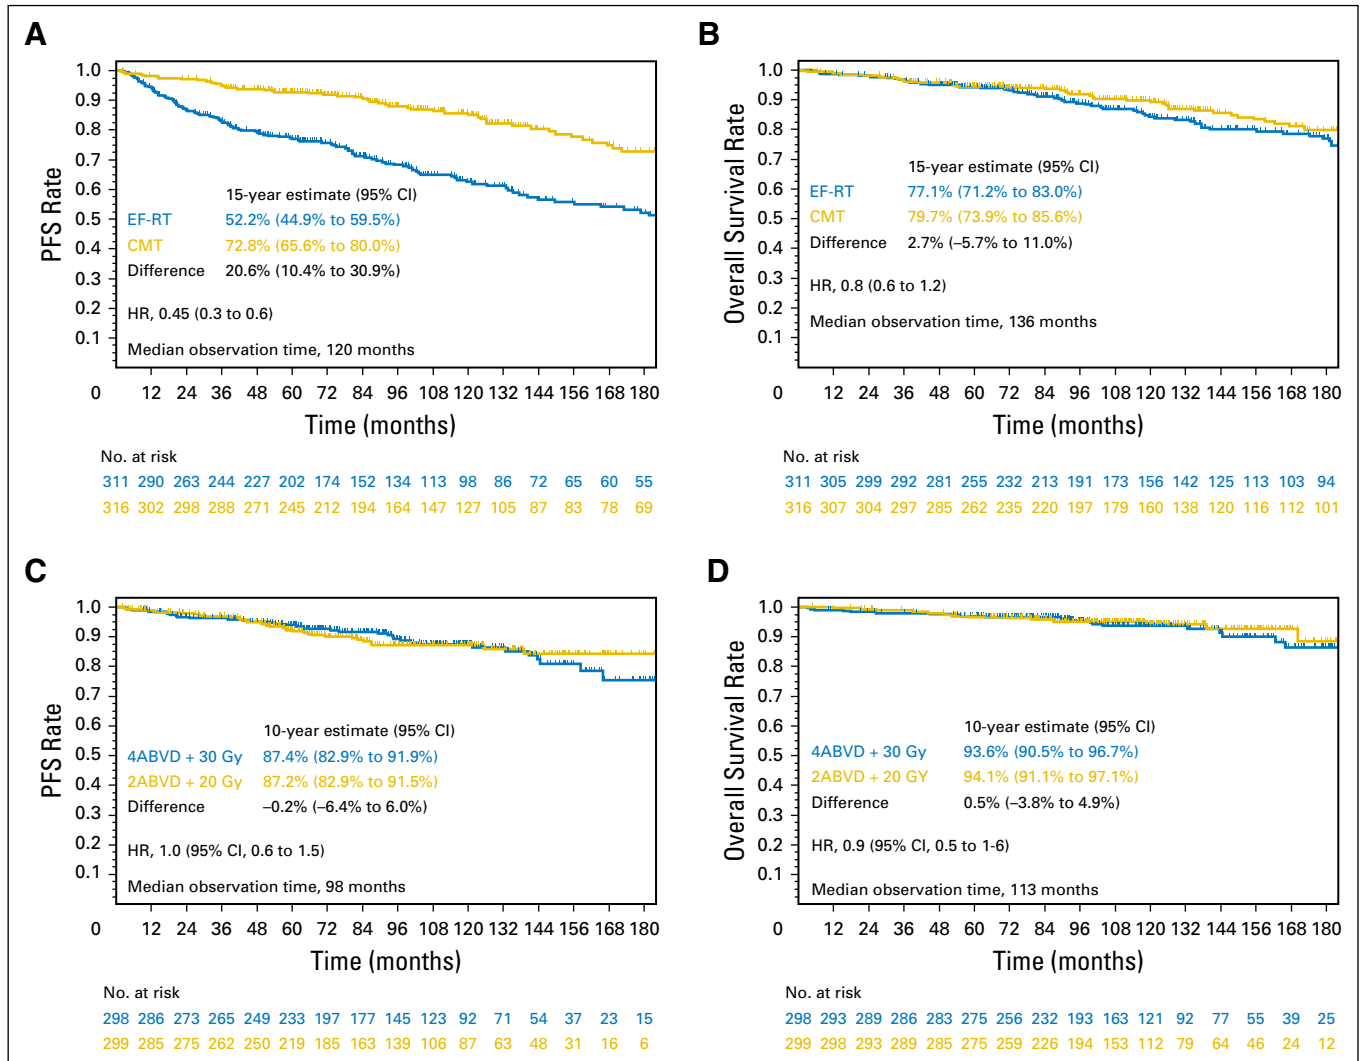 A
PFS Rate
1.0
0.9
0.8
0.7
0.6
0.5
0.4
0.3
0.2
0.1
15-year estimate (95% CI)
EF-RT 52.2% (44.9% to 59.5%)
CMT 72.8% (65.6% to 80.0%)
Difference 20.6% (10.4% to 30.9%)
HR, 0.45 (0.3 to 0.6)
Median observation time, 120 months
0 12 24 36 48 60 72 84 96 108 120 132 144 156 168 180
Time (months)
No. at risk
311 290 263 244 227 202 174 152 134 113 98 86 72 65 60 55
316 302 298 288 271 245 212 194 164 147 127 105 87 83 78 69
B
Overall Survival Rate
1.0
0.9
0.8
0.7
0.6
0.5
0.4
0.3
0.2
0.1
15-year estimate (95% CI)
EF-RT 77.1% (71.2% to 83.0%)
CMT 79.7% (73.9% to 85.6%)
Difference 2.7% (–5.7% to 11.0%)
HR, 0.8 (0.6 to 1.2)
Median observation time, 136 months
0 12 24 36 48 60 72 84 96 108 120 132 144 156 168 180
Time (months)
No. at risk
311 305 299 292 281 255 232 213 191 173 156 142 125 113 103 94
316 307 304 297 285 262 235 220 197 179 160 138 120 116 112 101
C
PFS Rate
1.0
0.9
0.8
0.7
0.6
0.5
0.4
0.3
0.2
0.1
10-year estimate (95% CI)
4ABVD + 30 Gy 87.4% (82.9% to 91.9%)
2ABVD + 20 Gy 87.2% (82.9% to 91.5%)
Difference –0.2% (–6.4% to 6.0%)
HR, 1.0 (95% CI, 0.6 to 1.5)
Median observation time, 98 months
0 12 24 36 48 60 72 84 96 108 120 132 144 156 168 180
Time (months)
No. at risk
298 286 273 265 249 233 197 177 145 123 92 71 54 37 23 15
299 285 275 262 250 219 185 163 139 106 87 63 48 31 16 6
D
Overall Survival Rate
1.0
0.9
0.8
0.7
0.6
0.5
0.4
0.3
0.2
0.1
10-year estimate (95% CI)
4ABVD + 30 Gy 93.6% (90.5% to 96.7%)
2ABVD + 20 GY 94.1% (91.1% to 97.1%)
Difference 0.5% (–3.8% to 4.9%)
HR, 0.9 (95% CI, 0.5 to 1-6)
Median observation time, 113 months
0 12 24 36 48 60 72 84 96 108 120 132 144 156 168 180
Time (months)
No. at risk
298 293 289 286 283 275 256 232 193 163 121 92 77 55 39 25
299 298 293 289 285 275 259 226 194 153 112 79 64 46 24 12